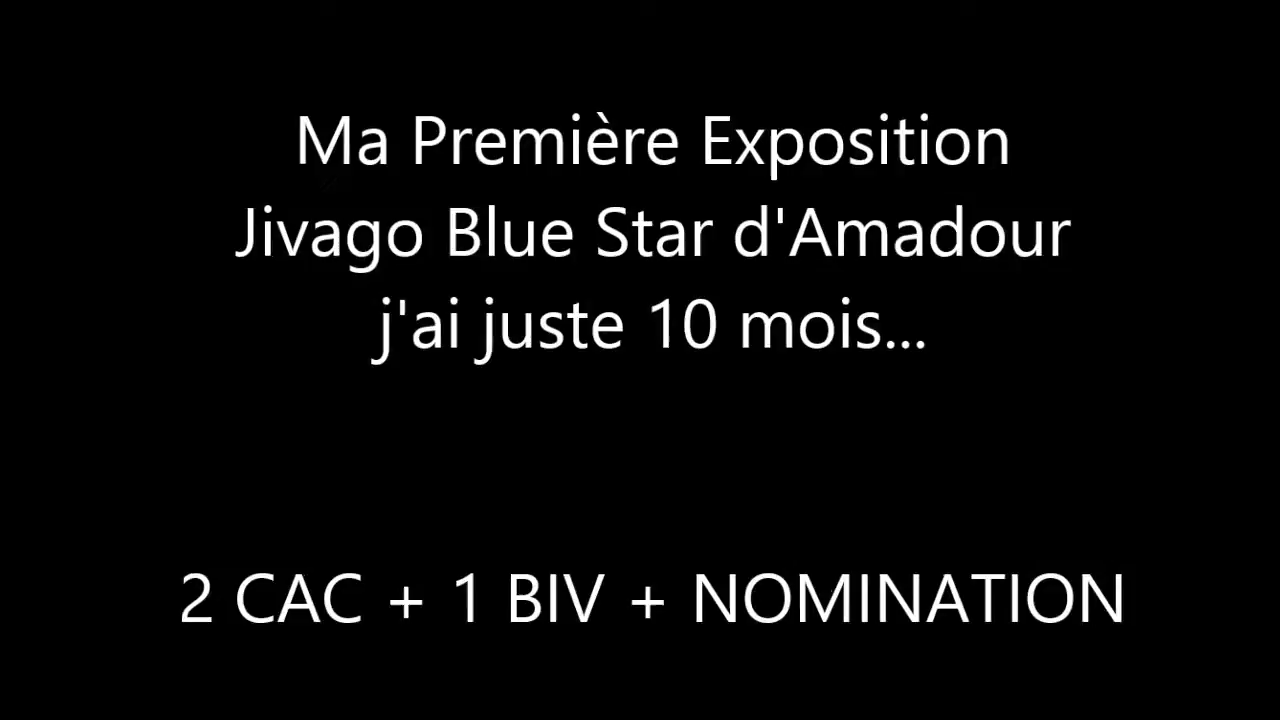 Ma Première Exposition
Jivago Blue Star d'Amadour
j'ai juste 10 mois...
2 CAC + 1 BIV + NOMINATION